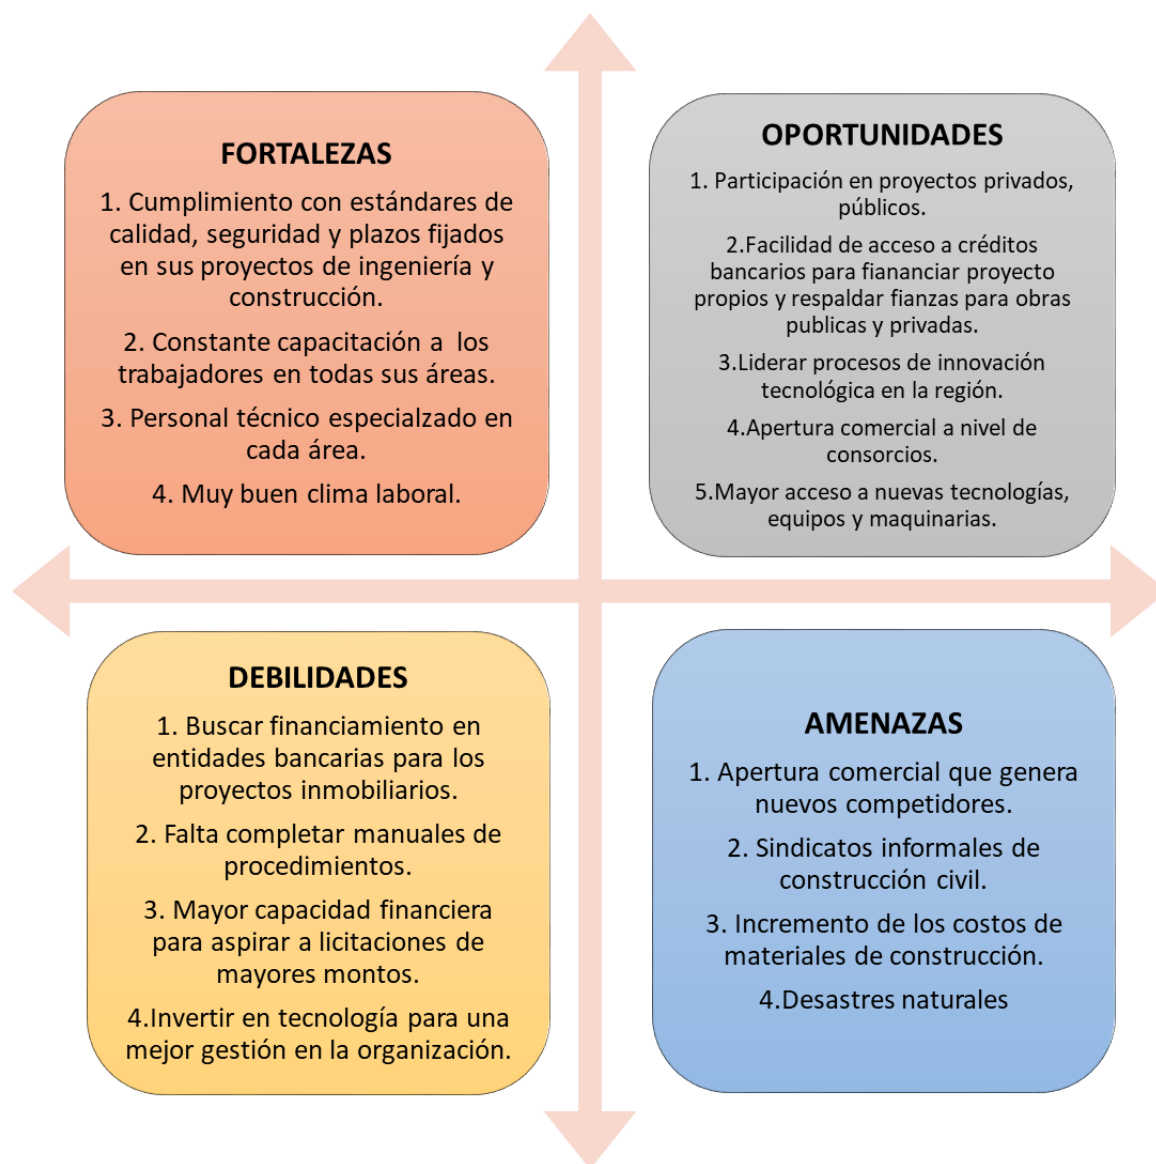 FORTALEZAS
1. Cumplimiento con estándares de
calidad, seguridad y plazos fijados
en sus proyectos de ingeniería y
construcción.
2. Constante capacitación a los
trabajadores en todas sus áreas.
3. Personal técnico especialzado en
cada área.
4. Muy buen clima laboral.
OPORTUNIDADES
1. Participación en proyectos privados,
públicos.
2.Facilidad de acceso a créditos
bancarios para fiananciar proyecto
propios y respaldar fianzas para obras
publicas y privadas.
3.Liderar procesos de innovación
tecnológica en la región.
4.Apertura comercial a nivel de
consorcios.
5.Mayor acceso a nuevas tecnologías,
equipos y maquinarias.
DEBILIDADES
1. Buscar financiamiento en
entidades bancarias para los
proyectos inmobiliarios.
2. Falta completar manuales de
procedimientos.
3. Mayor capacidad financiera
para aspirar a licitaciones de
mayores montos.
4.Invertir en tecnología para una
mejor gestión en la organización.
AMENAZAS
1. Apertura comercial que genera
nuevos competidores.
2. Sindicatos informales de
construcción civil.
3. Incremento de los costos de
materiales de construcción.
4.Desastres naturales